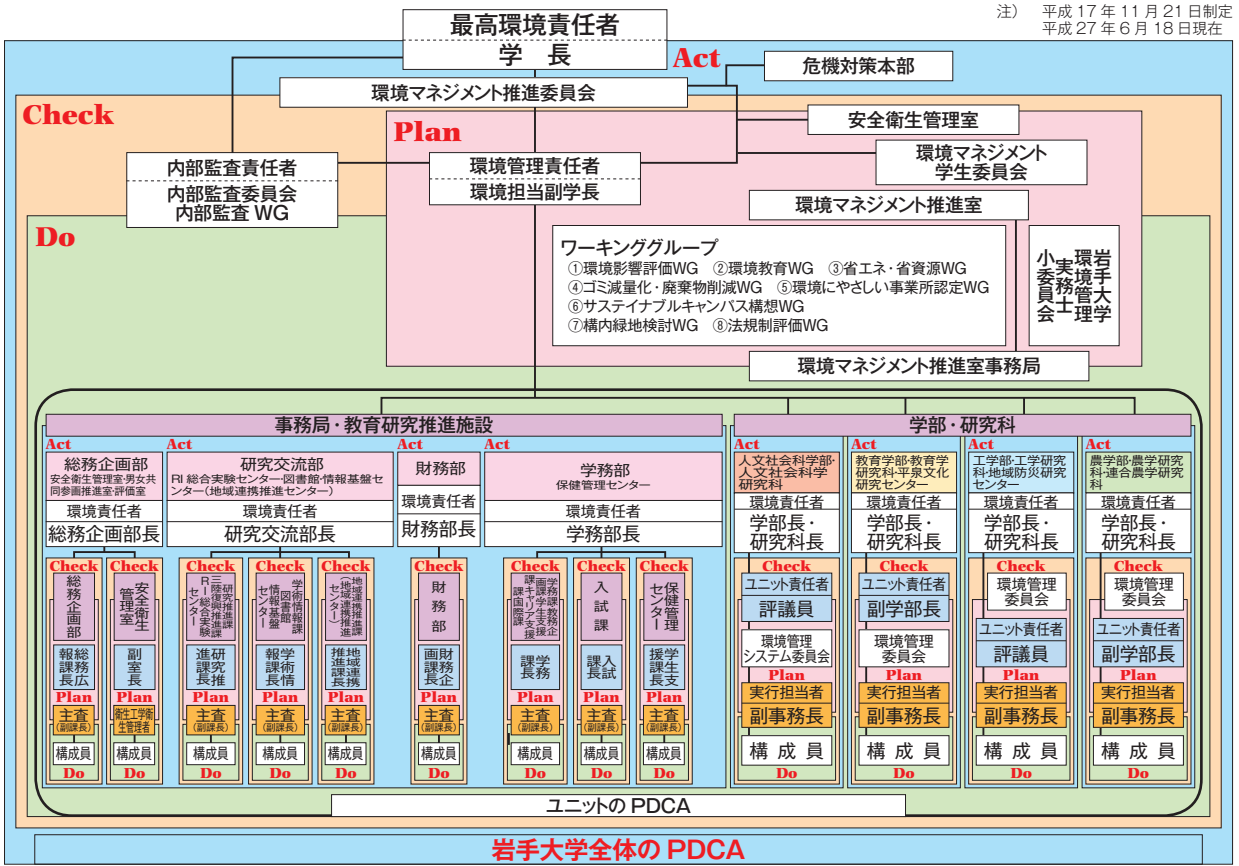 注） 平成 17 年 11 月 21 日制定
平成 27 年 6 月 18 日現在
最高環境責任者
学 長
Act
危機対策本部
環境マネジメント推進委員会
Check
Plan
安全衛生管理室
内部監査責任者
内部監査委員会
内部監査 WG
環境管理責任者
環境担当副学長
環境マネジメント
学生委員会
環境マネジメント推進室
Do
ワーキンググループ
①環境影響評価WG ②環境教育WG ③省エネ・省資源WG
④ゴミ減量化・廃棄物削減WG ⑤環境にやさしい事業所認定WG
⑥サステイナブルキャンパス構想WG
⑦構内緑地検討WG ⑧法規制評価WG
岩手大学
環境管理
実務士
小委員会
環境マネジメント推進室事務局
事務局・教育研究推進施設
学部・研究科
Act
総務企画部
安全衛生管理室・男女共
同参画推進室・評価室
環境責任者
総務企画部長
Check
総務企画部
総務広
報課長
Plan
主査
(副課長)
構成員
Do
Check
安全衛生
管理室
副室長
Plan
衛生工学衛
生管理者
構成員
Do
Act
研究交流部
RI 総合実験センター・図書館・情報基盤セ
ンター（地域連携推進センター）
環境責任者
研究交流部長
Check
研究推進課
三陸復興推進課
RI 総合実験
センター
研究推
進課長
Plan
主査
(副課長)
構成員
Do
Check
学術情報課
図書館
情報基盤
センター
学術情
報課長
Plan
主査
(副課長)
構成員
Do
Check
地域連携推進課
(地域連携推進
センター)
地域連携
推進課長
Plan
主査
(副課長)
構成員
Do
Act
財務部
環境責任者
財務部長
Check
財務部
財務企
画課長
Plan
主査
(副課長)
構成員
Do
Act
学務部
保健管理センター
環境責任者
学務部長
Check
学務課教務企
画課学生支援
課キャリア支援
課国際課
学務
課長
Plan
主査
(副課長)
構成員
Do
Check
入試課
入試
課長
Plan
主査
(副課長)
構成員
Do
Check
保健管理
センター
学生支
援課長
Plan
主査
(副課長)
構成員
Do
Act
人文社会科学部・
人文社会科学
研究科
環境責任者
学部長・
研究科長
Check
ユニット責任者
評議員
環境管理
システム委員会
Plan
実行担当者
副事務長
構 成 員
Do
Act
教育学部・教育学
研究科・平泉文化
研究センター
環境責任者
学部長・
研究科長
Check
ユニット責任者
副学部長
環境管理
委員会
Plan
実行担当者
副事務長
構 成 員
Do
Act
工学部・工学研究
科・地域防災研究
センター
環境責任者
学部長・
研究科長
Check
環境管理
委員会
ユニット責任者
評議員
Plan
実行担当者
副事務長
構 成 員
Do
Act
農学部・農学研究
科・連合農学研究
科
環境責任者
学部長・
研究科長
Check
環境管理
委員会
ユニット責任者
副学部長
Plan
実行担当者
副事務長
構 成 員
Do
ユニットの PDCA
岩手大学全体の PDCA